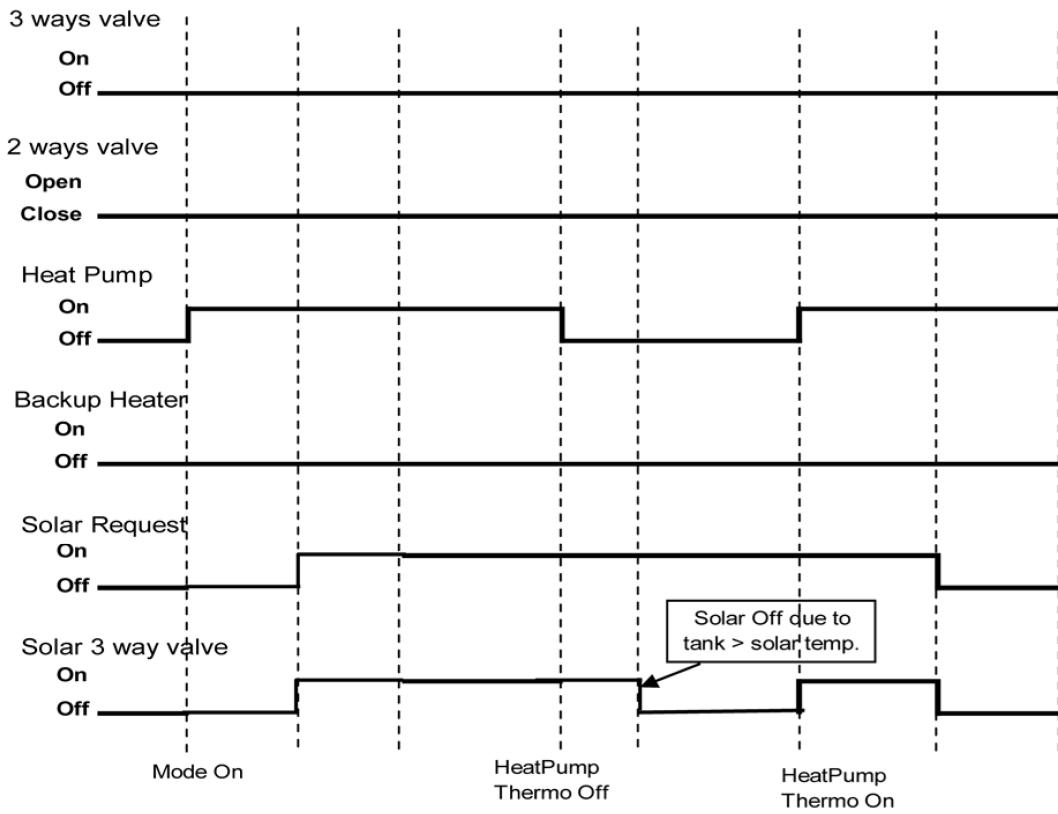 3 ways valve
On
Off
2 ways valve
Open
Close
Heat Pump
On
Off
Backup Heater
On
Off
Solar Request
On
Off
Solar Off due to
tank > solar temp.
Solar 3 way valve
On
Off
Mode On
HeatPump
Thermo Off
HeatPump
Thermo On